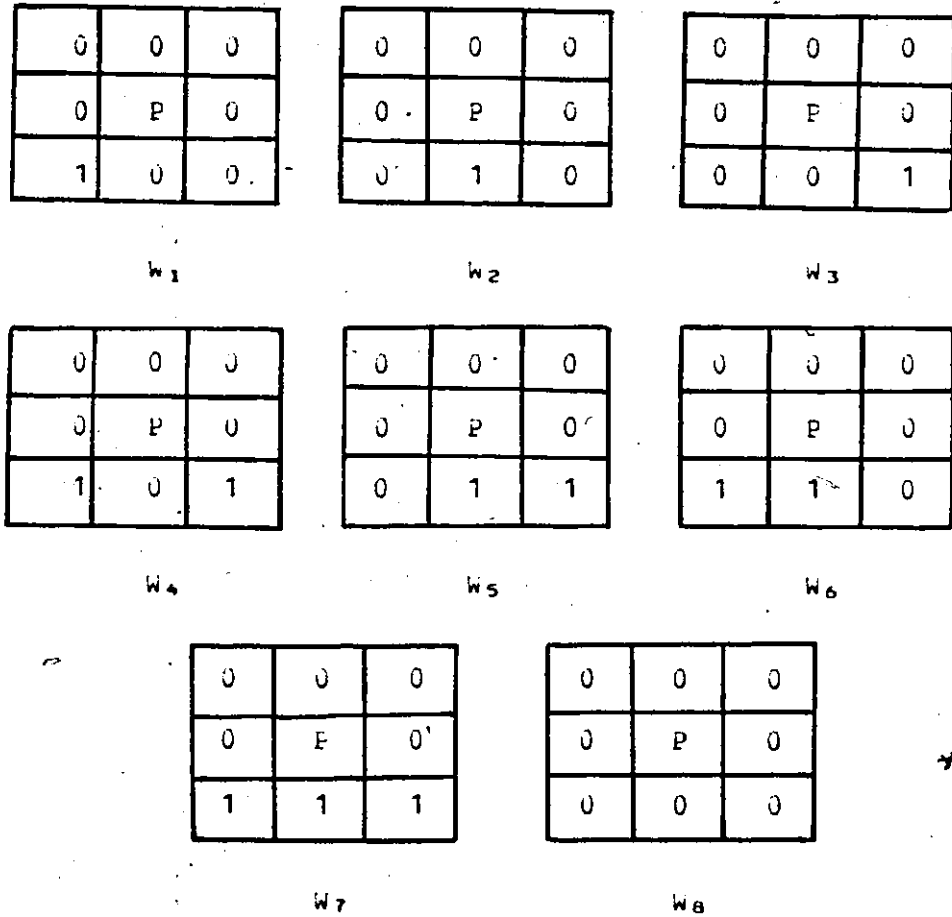 0 0 0 0 0 0 0 0 0
0 P 0 0 P 0 0 P 0
1 0 0 0 1 0 0 0 1
W1 W2 W3
0 0 0 0 0 0 0 0 0
0 P 0 0 P 0 0 P 0
1 0 1 0 1 1 1 1 0
W4 W5 W6
0 0 0 0 0 0
0 P 0 0 P 0
1 1 1 0 0 0
W7 W8